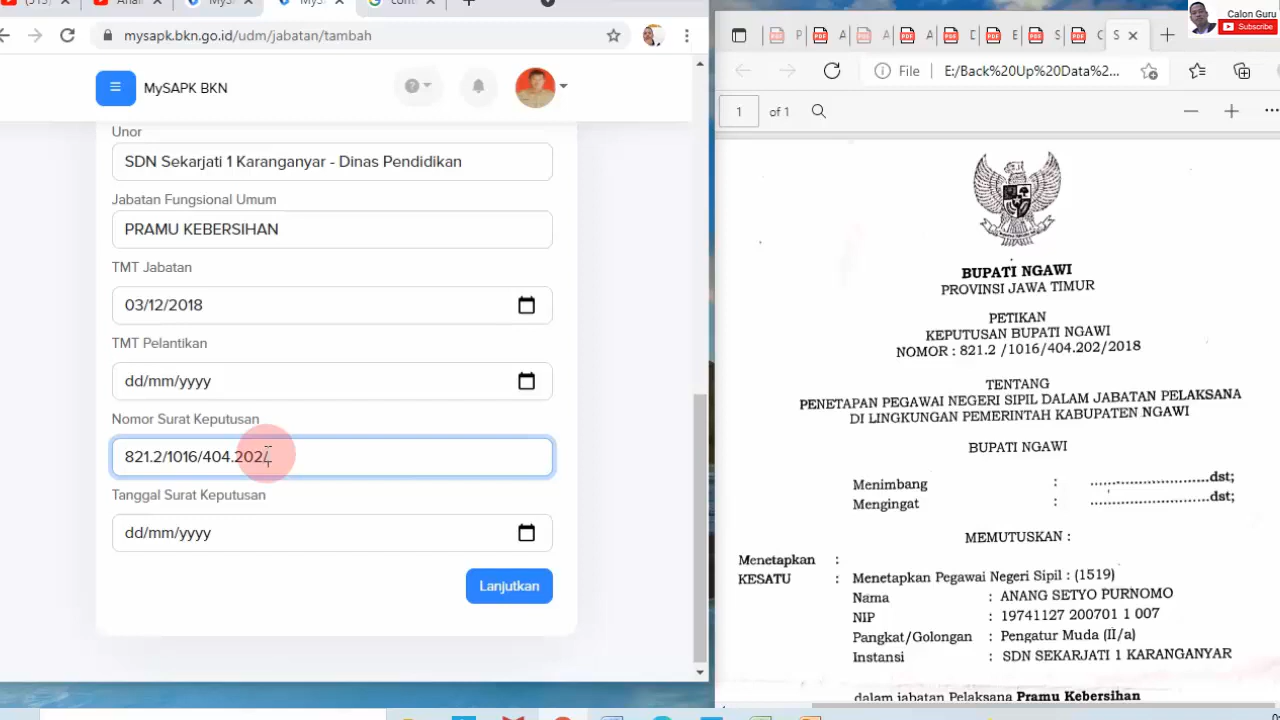 mysapk.bkn.go.id/udm/jabatan/tambah
MySAPK BKN
Unor
SDN Sekarjati 1 Karanganyar - Dinas Pendidikan
Jabatan Fungsional Umum
PRAMU KEBERSIHAN
TMT Jabatan
03/12/2018
TMT Pelantikan
dd/mm/yyyy
Nomor Surat Keputusan
821.2/1016/404.202/
Tanggal Surat Keputusan
dd/mm/yyyy
Lanjutkan
Calon Guru
Subscribe
File E:/Back%20Up%20Data%2...
1 of 1
BUPATI NGAWI
PROVINSI JAWA TIMUR
PETIKAN
KEPUTUSAN BUPATI NGAWI
NOMOR : 821.2 /1016/404.202/2018
TENTANG
PENETAPAN PEGAWAI NEGERI SIPIL DALAM JABATAN PELAKSANA
DI LINGKUNGAN PEMERINTAH KABUPATEN NGAWI
BUPATI NGAWI
Menimbang : ..............................dst;
Mengingat : ..............................dst;
MEMUTUSKAN :
Menetapkan :
KESATU : Menetapkan Pegawai Negeri Sipil : (1519)
Nama : ANANG SETYO PURNOMO
NIP : 19741127 200701 1 007
Pangkat/Golongan : Pengatur Muda (II/a)
Instansi : SDN SEKARJATI 1 KARANGANYAR
dalam jabatan Pelaksana Pramu Kebersihan